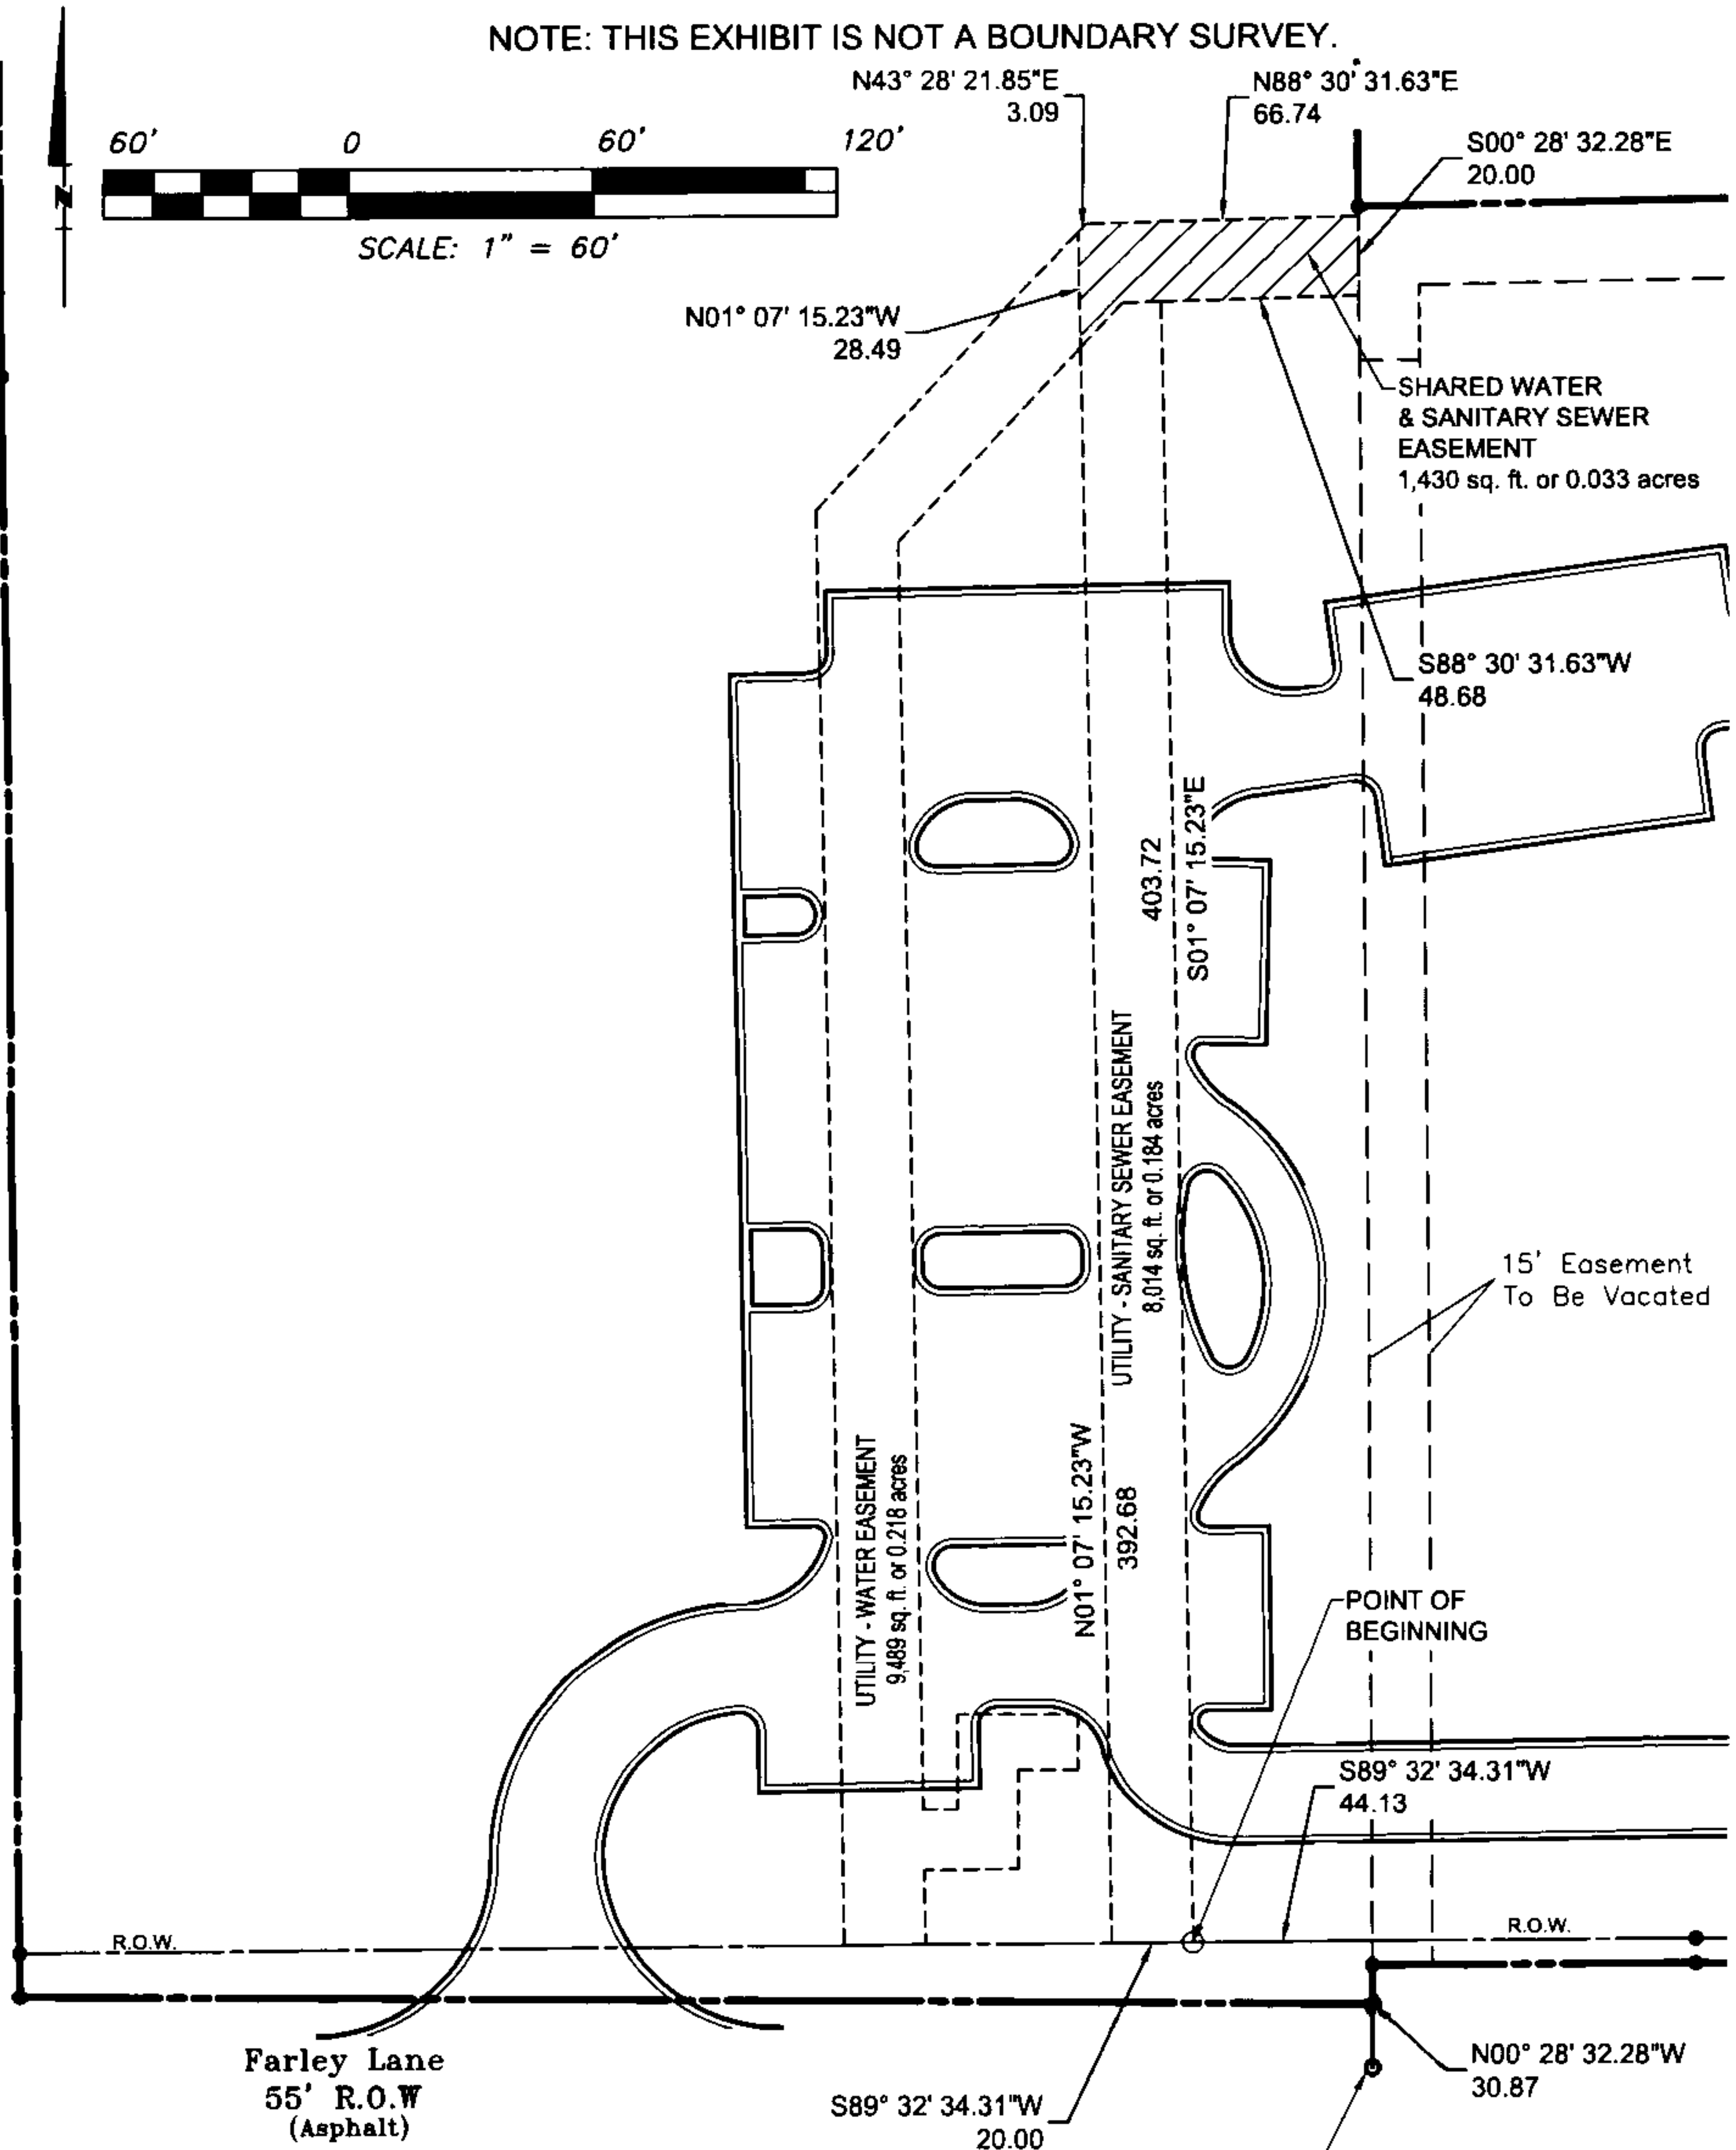 NOTE: THIS EXHIBIT IS NOT A BOUNDARY SURVEY.
N43° 28' 21.85"E
3.09
N88° 30' 31.63"E
66.74
S00° 28' 32.28"E
20.00
60'
0
60'
120'
N
SCALE: 1" = 60'
N01° 07' 15.23"W
28.49
SHARED WATER
& SANITARY SEWER
EASEMENT
1,430 sq. ft. or 0.033 acres
S88° 30' 31.63"W
48.68
403.72
S01° 07' 15.23"E
UTILITY - SANITARY SEWER EASEMENT
8,014 sq. ft. or 0.184 acres
15' Easement
To Be Vacated
UTILITY - WATER EASEMENT
9,489 sq. ft. or 0.218 acres
N01° 07' 15.23"W
392.68
POINT OF
BEGINNING
S89° 32' 34.31"W
44.13
R.O.W.
R.O.W.
Farley Lane
55' R.O.W
(Asphalt)
S89° 32' 34.31"W
20.00
N00° 28' 32.28"W
30.87